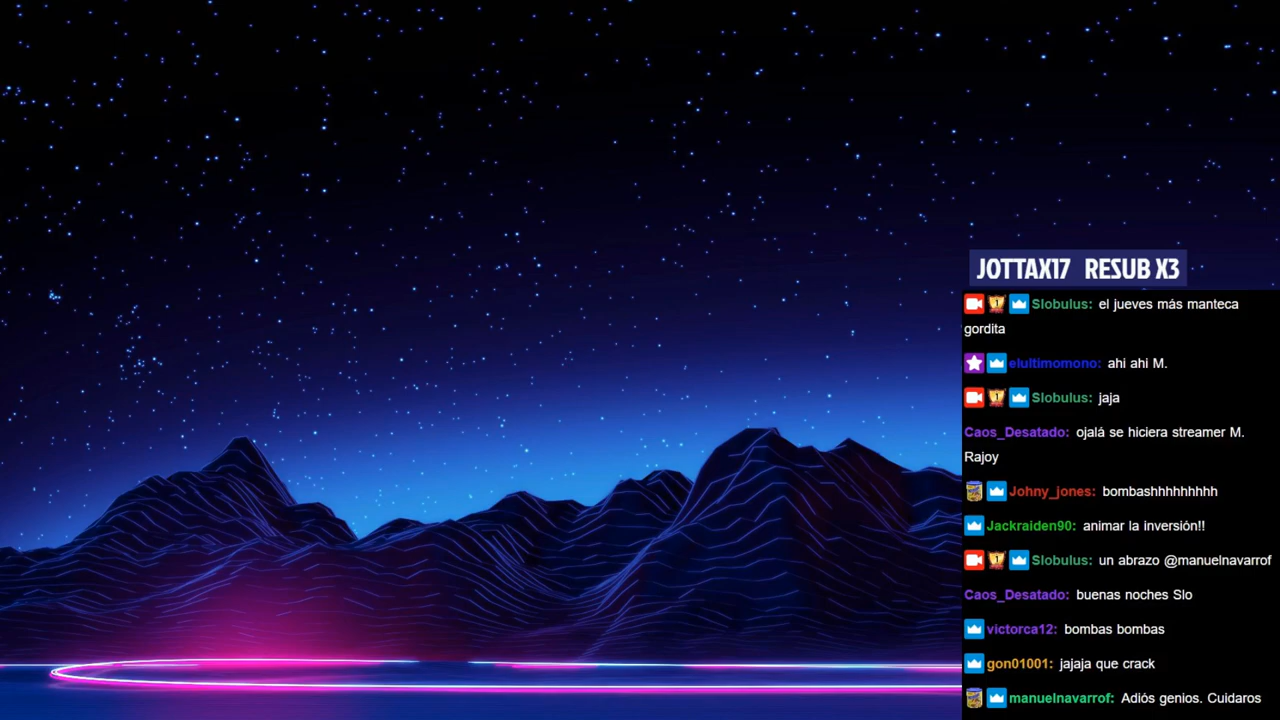 JOTTAX17 RESUB X3
Slobulus: el jueves más manteca
gordita
elultimomono: ahi ahi M.
Slobulus: jaja
Caos_Desatado: ojalá se hiciera streamer M.
Rajoy
Johny_jones: bombashhhhhhhhh
Jackraiden90: animar la inversión!!
Slobulus: un abrazo @manuelnavarrof
Caos_Desatado: buenas noches Slo
victorca12: bombas bombas
gon01001: jajaja que crack
manuelnavarrof: Adiós genios. Cuidaros